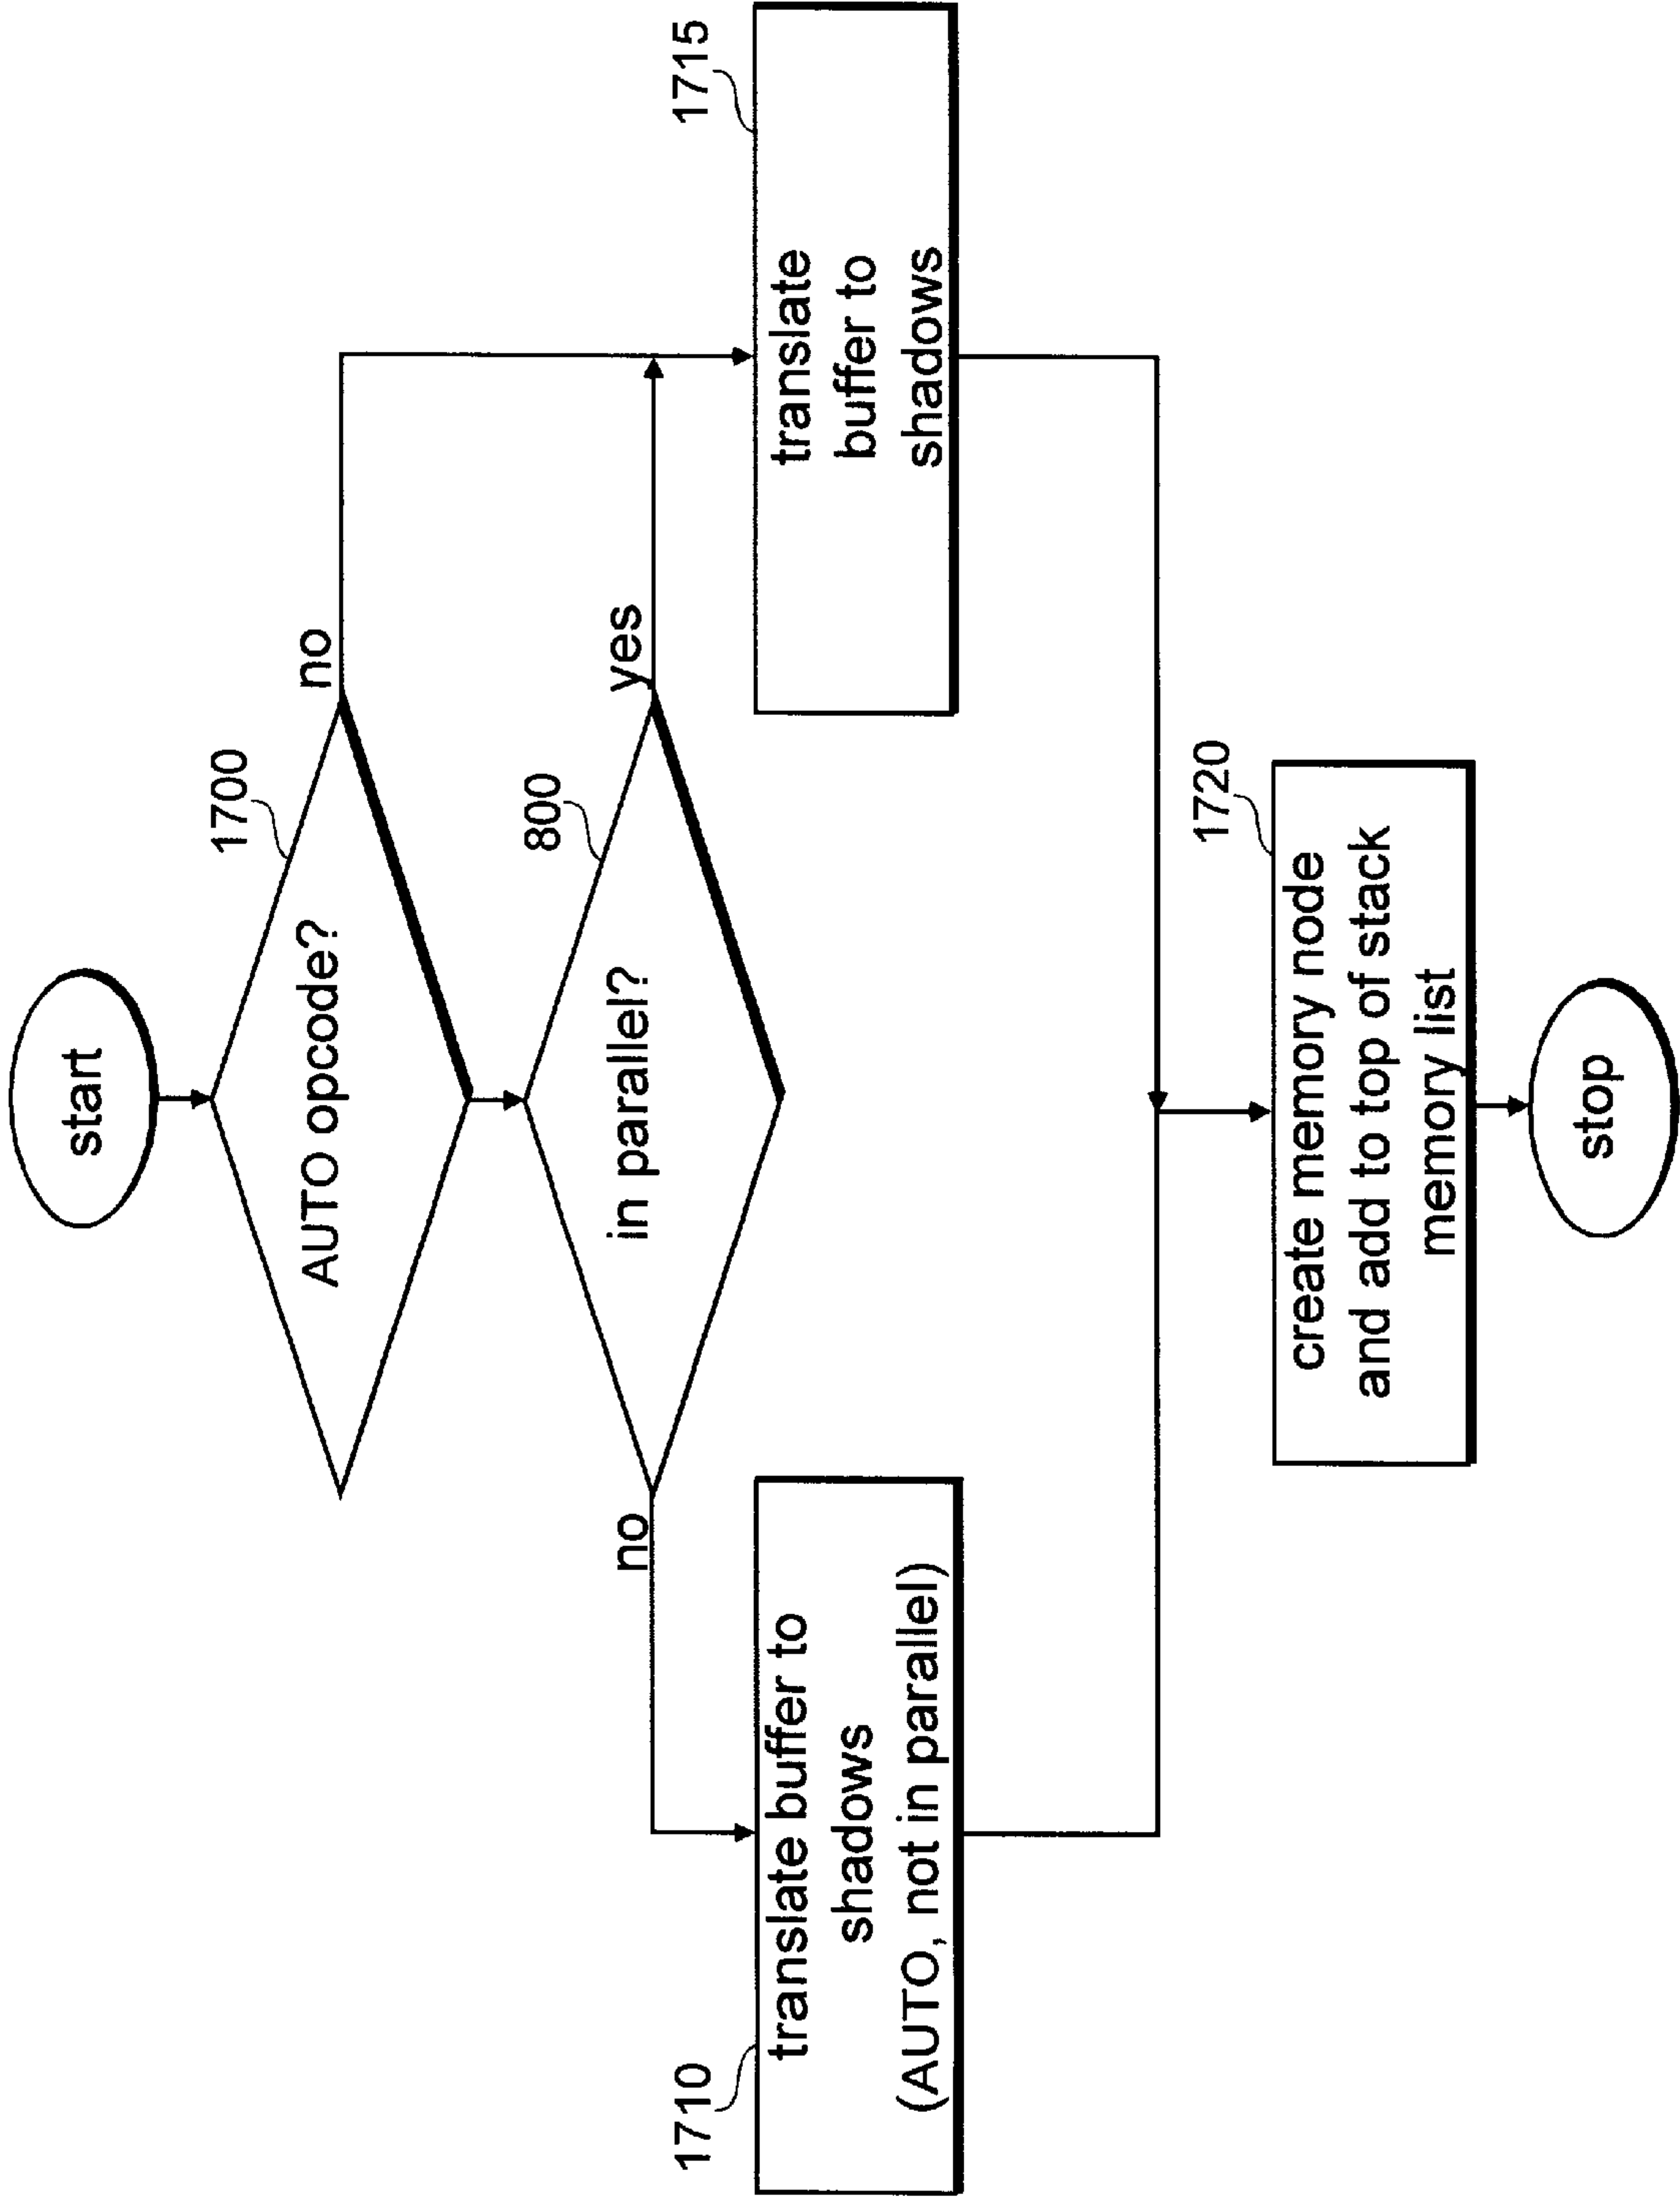 start
1700
AUTO opcode?
no
800
in parallel?
no
yes
1710
translate buffer to
shadows
(AUTO, not in parallel)
1715
translate
buffer to
shadows
1720
create memory node
and add to top of stack
memory list
stop